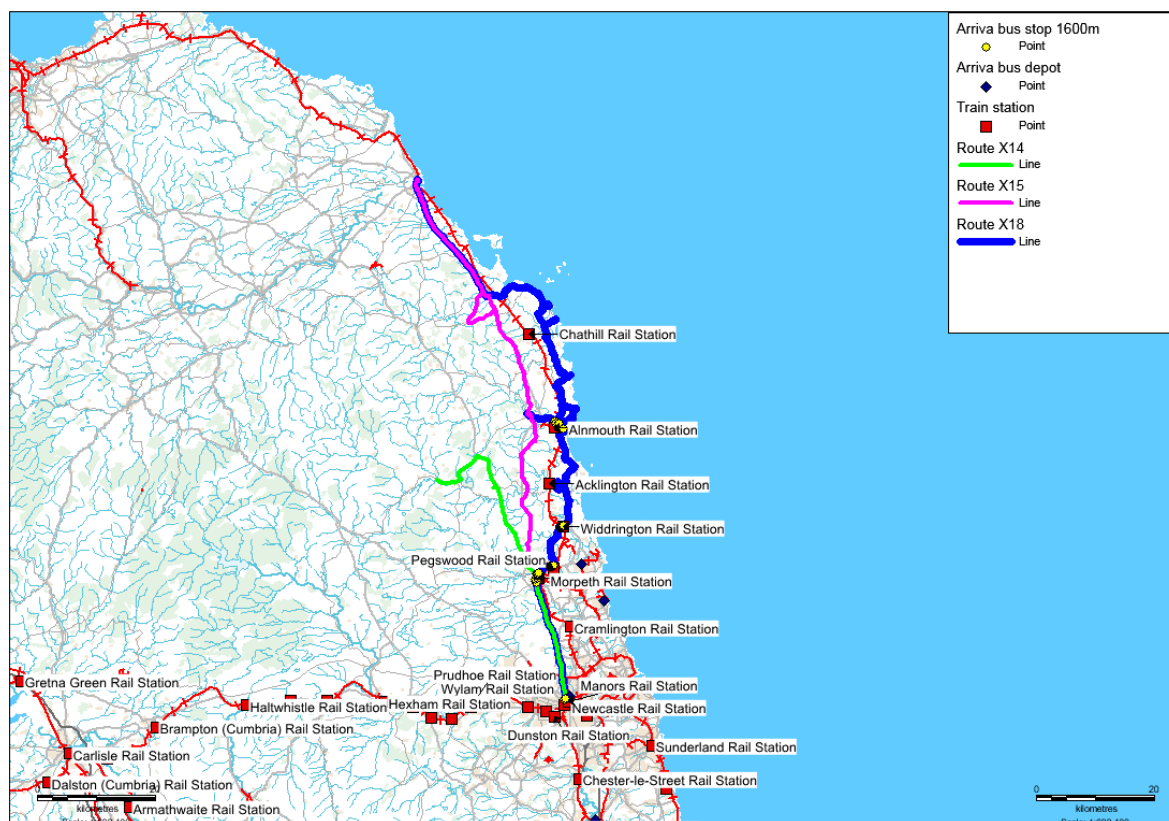 Arriva bus stop 1600m
Point
Arriva bus depot
Point
Train station
Point
Route X14
Line
Route X15
Line
Route X18
Line
Chathill Rail Station
Alnmouth Rail Station
Acklington Rail Station
Widdrington Rail Station
Pegswood Rail Station
Morpeth Rail Station
Cramlington Rail Station
Prudhoe Rail Station
Wylam Rail Station
Manors Rail Station
Gretna Green Rail Station
Haltwhistle Rail Station
Hexham Rail Station
Newcastle Rail Station
Brampton (Cumbria) Rail Station
Dunston Rail Station
Sunderland Rail Station
Carlisle Rail Station
Chester-le-Street Rail Station
Dalston (Cumbria) Rail Station
Armathwaite Rail Station
kilometres
0 20
kilometres